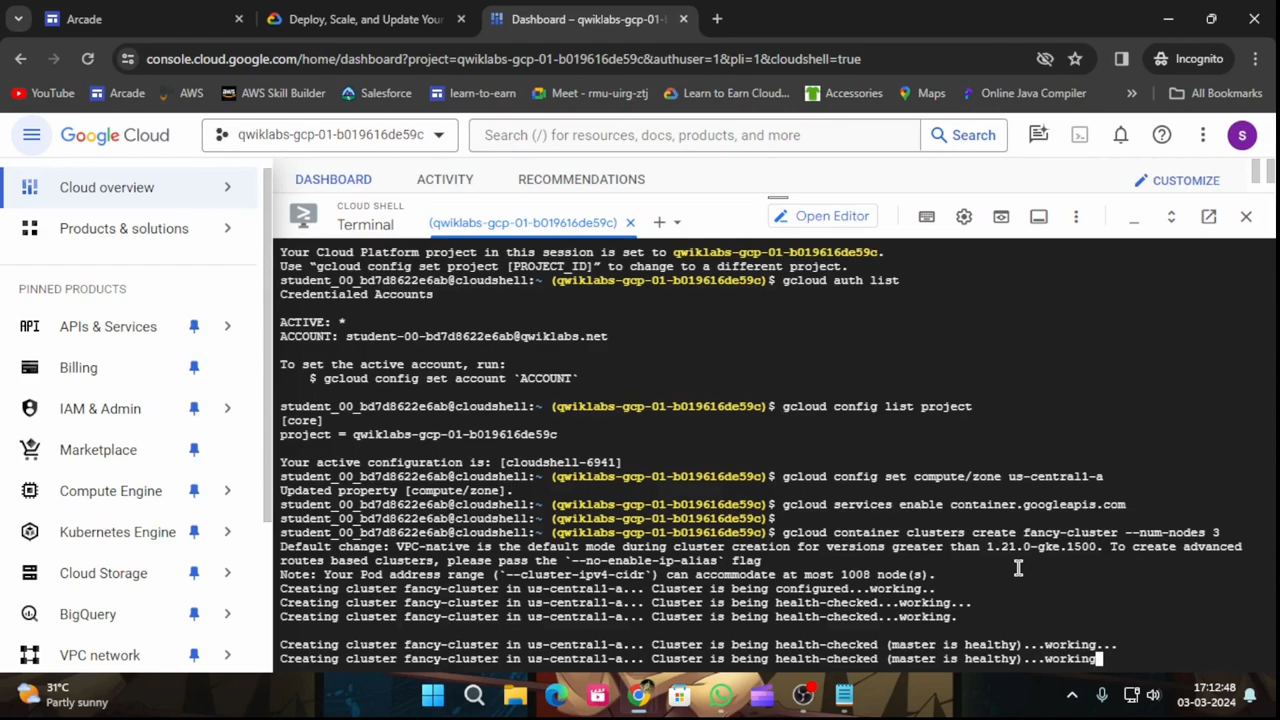 Arcade
Deploy, Scale, and Update Your
Dashboard – qwiklabs-gcp-01-
console.cloud.google.com/home/dashboard?project=qwiklabs-gcp-01-b019616de59c&authuser=1&pli=1&cloudshell=true
Incognito
YouTube
Arcade
AWS
AWS Skill Builder
Salesforce
learn-to-earn
Meet - rmu-uirg-ztj
Learn to Earn Cloud...
Accessories
Maps
Online Java Compiler
»
All Bookmarks
Google Cloud
qwiklabs-gcp-01-b019616de59c
Search (/) for resources, docs, products, and more
Search
S
Cloud overview
Products & solutions
PINNED PRODUCTS
API APIs & Services
Billing
IAM & Admin
Marketplace
Compute Engine
Kubernetes Engine
Cloud Storage
BigQuery
VPC network
DASHBOARD
ACTIVITY
RECOMMENDATIONS
CUSTOMIZE
CLOUD SHELL
Terminal
(qwiklabs-gcp-01-b019616de59c)
Open Editor
Your Cloud Platform project in this session is set to qwiklabs-gcp-01-b019616de59c.
Use "gcloud config set project [PROJECT_ID]" to change to a different project.
student_00_bd7d8622e6ab@cloudshell:~ (qwiklabs-gcp-01-b019616de59c)$ gcloud auth list
Credentialed Accounts
ACTIVE: *
ACCOUNT: student-00-bd7d8622e6ab@qwiklabs.net
To set the active account, run:
$ gcloud config set account `ACCOUNT`
student_00_bd7d8622e6ab@cloudshell:~ (qwiklabs-gcp-01-b019616de59c)$ gcloud config list project
[core]
project = qwiklabs-gcp-01-b019616de59c
Your active configuration is: [cloudshell-6941]
student_00_bd7d8622e6ab@cloudshell:~ (qwiklabs-gcp-01-b019616de59c)$ gcloud config set compute/zone us-central1-a
Updated property [compute/zone].
student_00_bd7d8622e6ab@cloudshell:~ (qwiklabs-gcp-01-b019616de59c)$ gcloud services enable container.googleapis.com
student_00_bd7d8622e6ab@cloudshell:~ (qwiklabs-gcp-01-b019616de59c)$
student_00_bd7d8622e6ab@cloudshell:~ (qwiklabs-gcp-01-b019616de59c)$ gcloud container clusters create fancy-cluster --num-nodes 3
Default change: VPC-native is the default mode during cluster creation for versions greater than 1.21.0-gke.1500. To create advanced
routes based clusters, please pass the `--no-enable-ip-alias` flag
Note: Your Pod address range (`--cluster-ipv4-cidr`) can accommodate at most 1008 node(s).
Creating cluster fancy-cluster in us-central1-a... Cluster is being configured...working..
Creating cluster fancy-cluster in us-central1-a... Cluster is being health-checked...working...
Creating cluster fancy-cluster in us-central1-a... Cluster is being health-checked...working.
Creating cluster fancy-cluster in us-central1-a... Cluster is being health-checked (master is healthy)...working...
Creating cluster fancy-cluster in us-central1-a... Cluster is being health-checked (master is healthy)...working
31°C
Partly sunny
17:12:48
03-03-2024